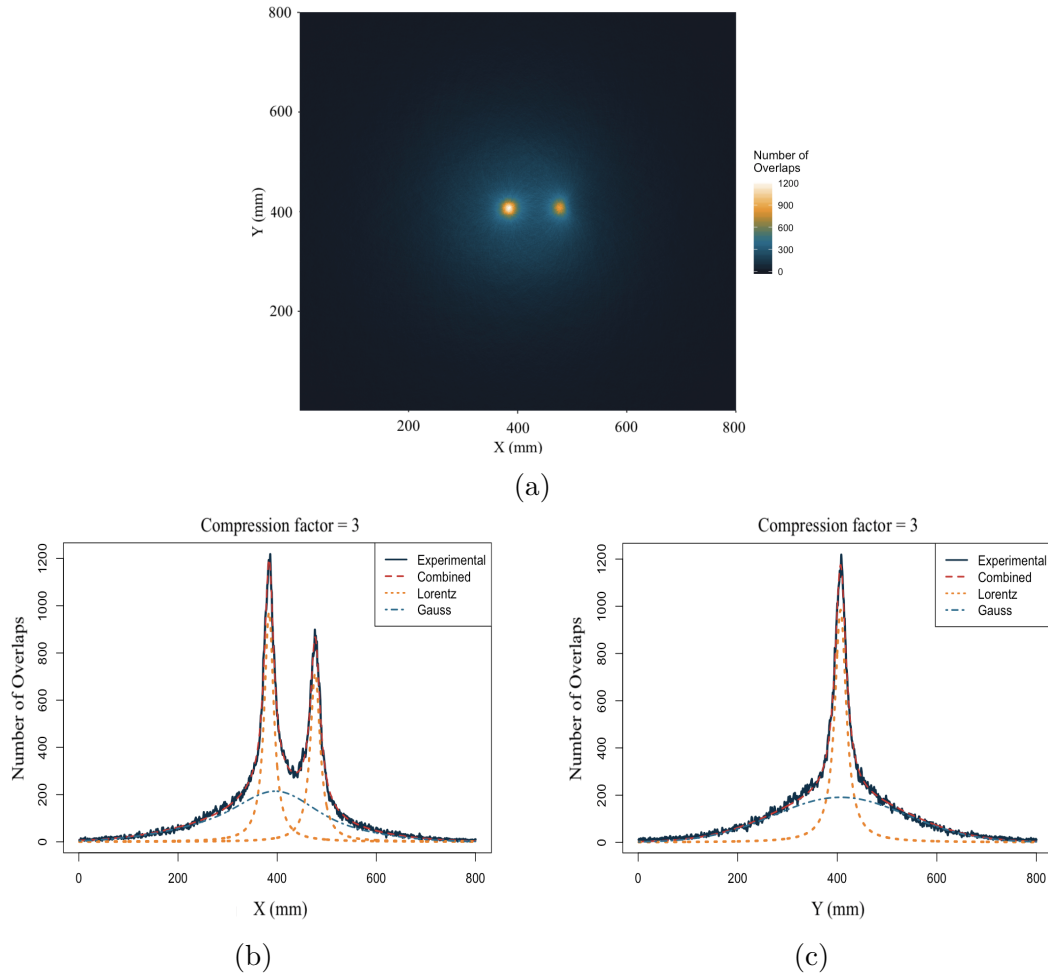 800
600
400
200
Y (mm)
200
400
600
800
X (mm)
Number of
Overlaps
1200
900
600
300
0
(a)
Compression factor = 3
Number of Overlaps
1200
1000
800
600
400
200
0
Experimental
Combined
Lorentz
Gauss
0
200
400
600
800
X (mm)
(b)
Compression factor = 3
Number of Overlaps
1200
1000
800
600
400
200
0
Experimental
Combined
Lorentz
Gauss
0
200
400
600
800
Y (mm)
(c)